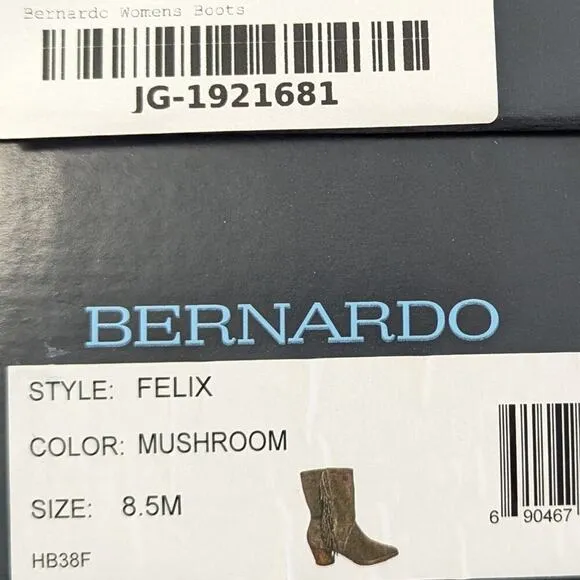 Bernardo Womens Boots
JG-1921681
BERNARDO
STYLE: FELIX
COLOR: MUSHROOM
SIZE: 8.5M
6 90467
HB38F